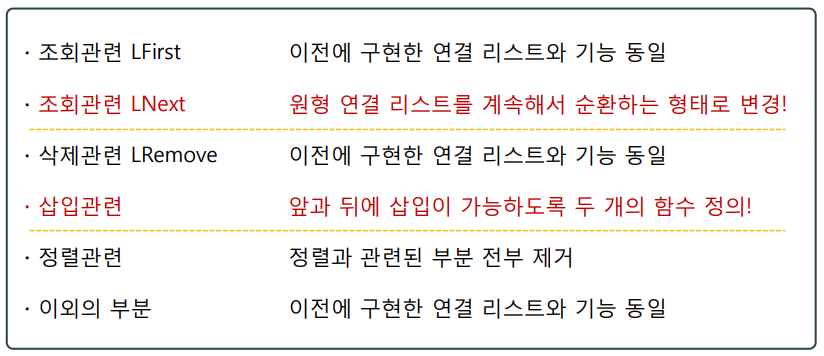 · 조회관련 LFirst 이전에 구현한 연결 리스트와 기능 동일
· 조회관련 LNext 원형 연결 리스트를 계속해서 순환하는 형태로 변경!
· 삭제관련 LRemove 이전에 구현한 연결 리스트와 기능 동일
· 삽입관련 앞과 뒤에 삽입이 가능하도록 두 개의 함수 정의!
· 정렬관련 정렬과 관련된 부분 전부 제거
· 이외의 부분 이전에 구현한 연결 리스트와 기능 동일